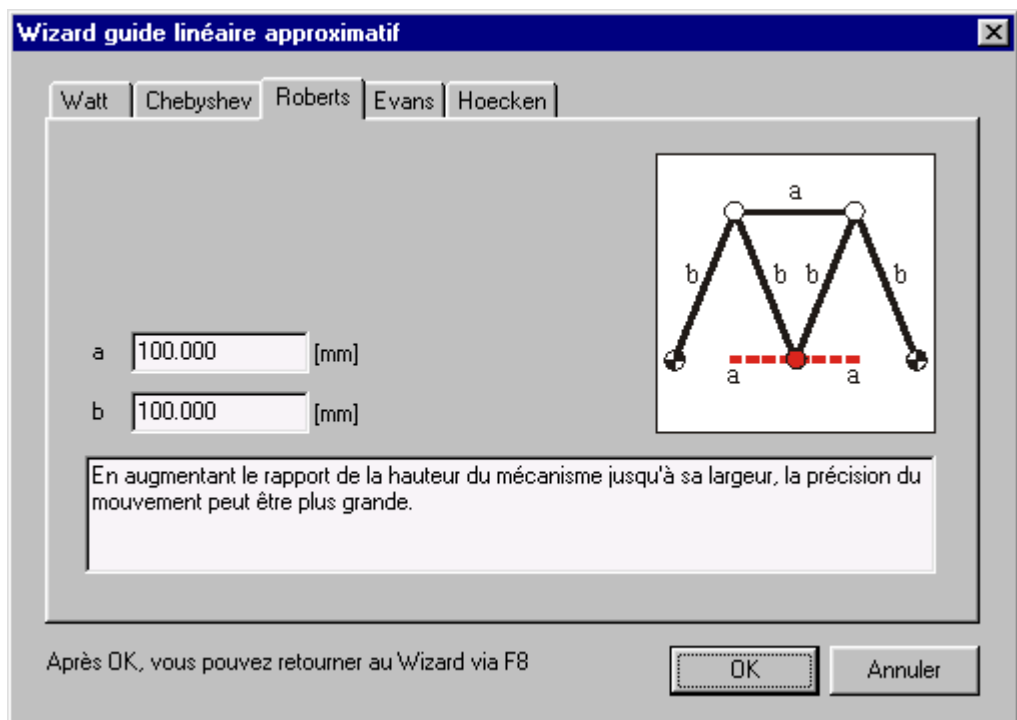 Wizard guide linéaire approximatif
Watt Chebyshev Roberts Evans Hoecken
a
b b b b
a a
a 100.000 [mm]
b 100.000 [mm]
En augmentant le rapport de la hauteur du mécanisme jusqu'à sa largeur, la précision du
mouvement peut être plus grande.
Après OK, vous pouvez retourner au Wizard via F8
OK Annuler